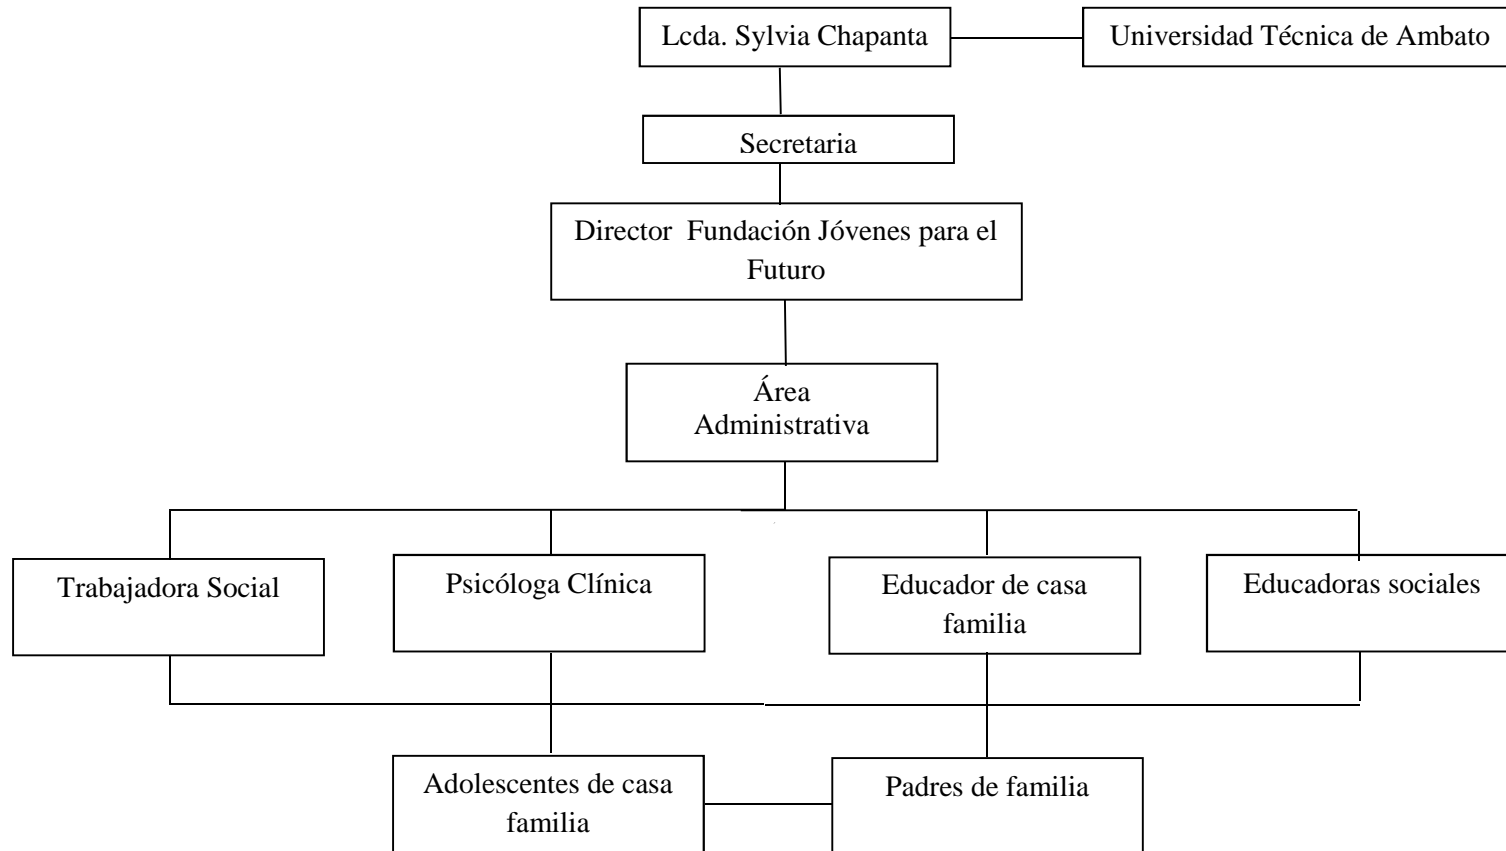 Lcda. Sylvia Chapanta
Universidad Técnica de Ambato
Secretaria
Director  Fundación Jóvenes para el
Futuro
Área
Administrativa
Trabajadora Social
Psicóloga Clínica
Educador de casa
familia
Educadoras sociales
Adolescentes de casa
familia
Padres de familia